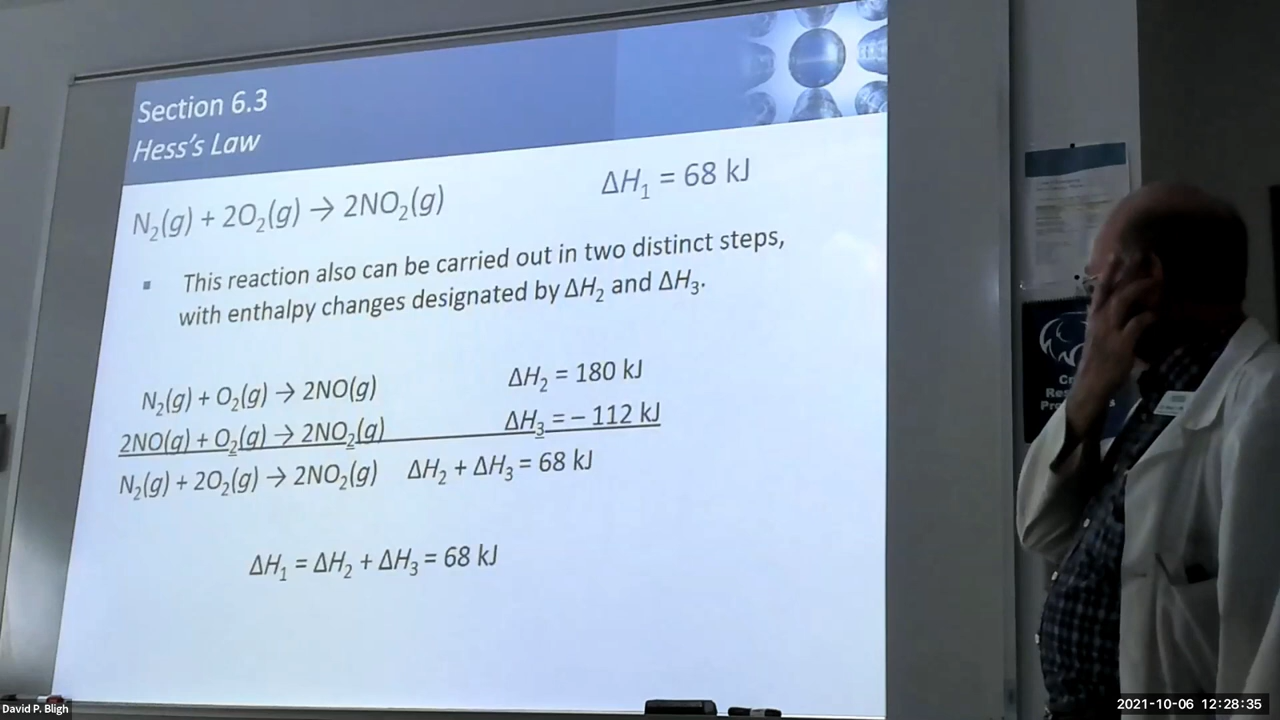 Section 6.3
Hess's Law
N₂(g) + 2O₂(g) → 2NO₂(g) ΔH₁ = 68 kJ
▪ This reaction also can be carried out in two distinct steps,
with enthalpy changes designated by ΔH₂ and ΔH₃.
N₂(g) + O₂(g) → 2NO(g) ΔH₂ = 180 kJ
2NO(g) + O₂(g) → 2NO₂(g) ΔH₃ = – 112 kJ
N₂(g) + 2O₂(g) → 2NO₂(g) ΔH₂ + ΔH₃ = 68 kJ
ΔH₁ = ΔH₂ + ΔH₃ = 68 kJ
David P. Bligh
2021-10-06 12:28:35